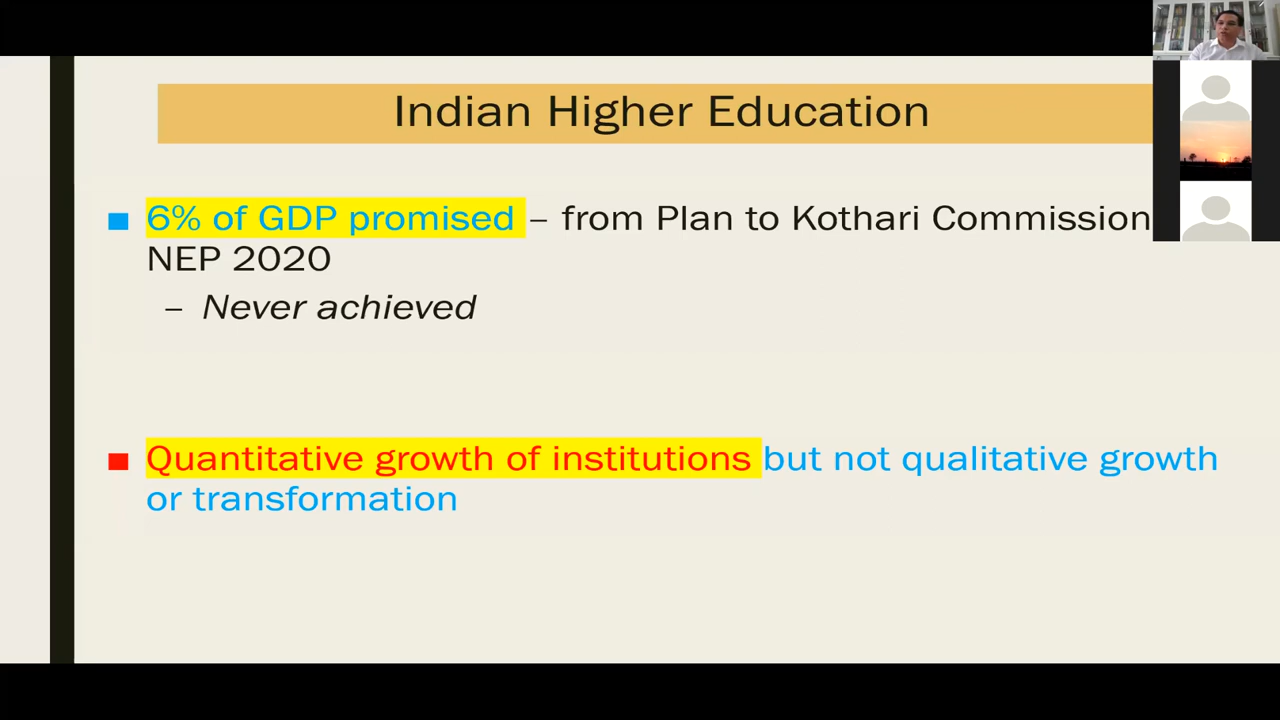 Indian Higher Education
■ 6% of GDP promised – from Plan to Kothari Commission
NEP 2020
– Never achieved
■ Quantitative growth of institutions but not qualitative growth
or transformation